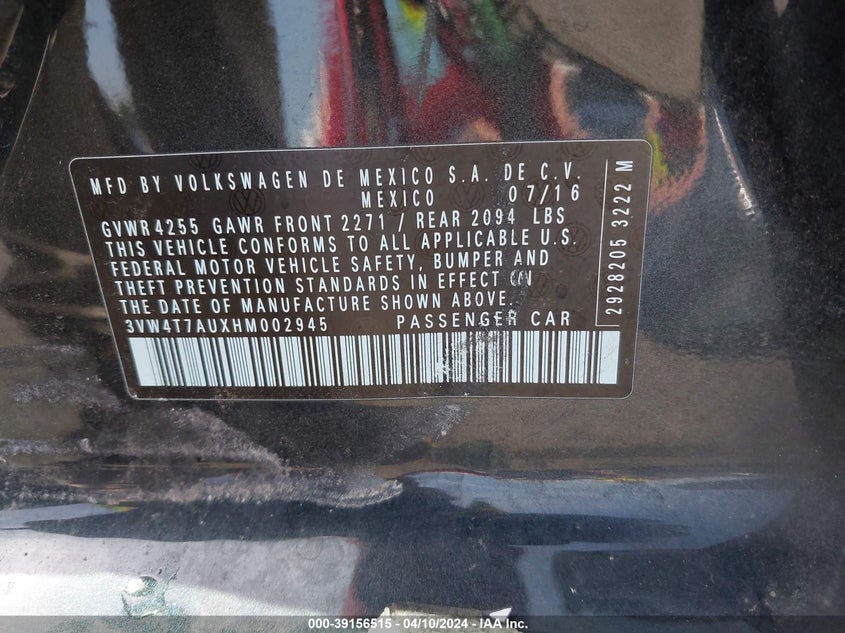 MFD BY VOLKSWAGEN DE MEXICO S.A. DE C.V.
MEXICO 07/16
GVWR 4255 GAWR FRONT 2271 / REAR 2094 LBS
THIS VEHICLE CONFORMS TO ALL APPLICABLE U.S.
FEDERAL MOTOR VEHICLE SAFETY, BUMPER AND
THEFT PREVENTION STANDARDS IN EFFECT ON
THE DATE OF MANUFACTURE SHOWN ABOVE.
3VW4T7AUXHM002945 PASSENGER CAR
2928205 3222 M
000-39156515 - 04/10/2024 - IAA Inc.